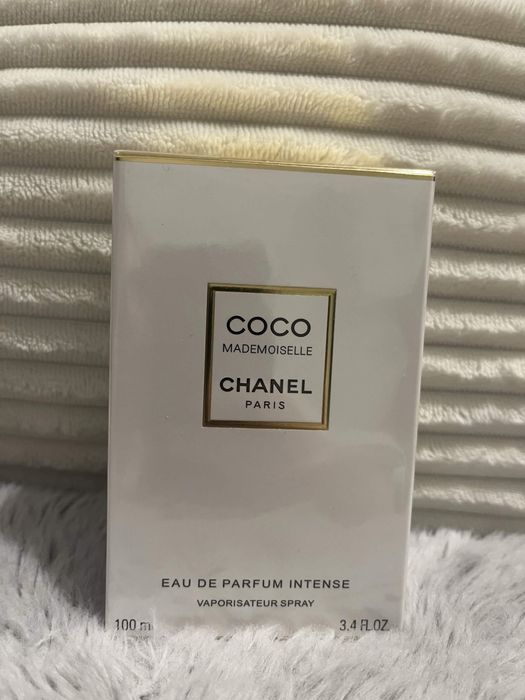 COCO
MADEMOISELLE
CHANEL
PARIS
EAU DE PARFUM INTENSE
VAPORISATEUR SPRAY
100 m 3.4 FL.OZ.